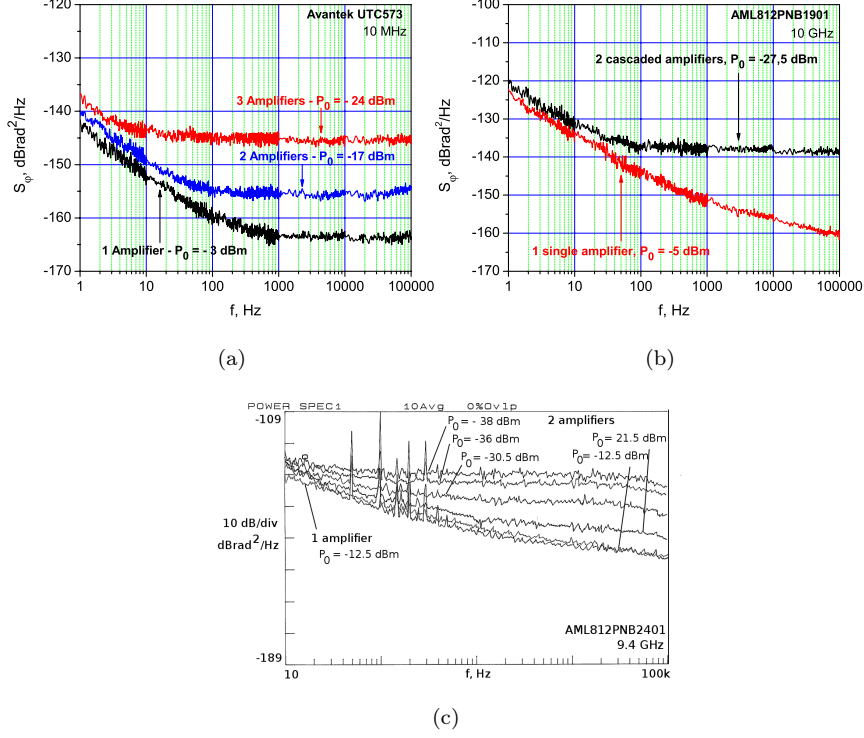 -120
-130
-140
-150
-160
-170
S_φ, dBrad²/Hz
Avantek UTC573
10 MHz
3 Amplifiers - P₀ = - 24 dBm
2 Amplifiers - P₀ = -17 dBm
1 Amplifier - P₀ = - 3 dBm
1 10 100 1000 10000 100000
f, Hz
(a)
-100
-110
-120
-130
-140
-150
-160
-170
S_φ, dBrad²/Hz
AML812PNB1901
10 GHz
2 cascaded amplifiers, P₀ = -27,5 dBm
1 single amplifier, P₀ = -5 dBm
1 10 100 1000 10000 100000
f, Hz
(b)
POWER SPEC1 10Avg 0%Ovlp
-109
P₀ = - 38 dBm 2 amplifiers
P₀ = -36 dBm P₀ = 21.5 dBm
P₀ = -30.5 dBm P₀ = -12.5 dBm
10 dB/div
dBrad²/Hz
1 amplifier
P₀ = -12.5 dBm
AML812PNB2401
9.4 GHz
-189
10 f, Hz 100k
(c)